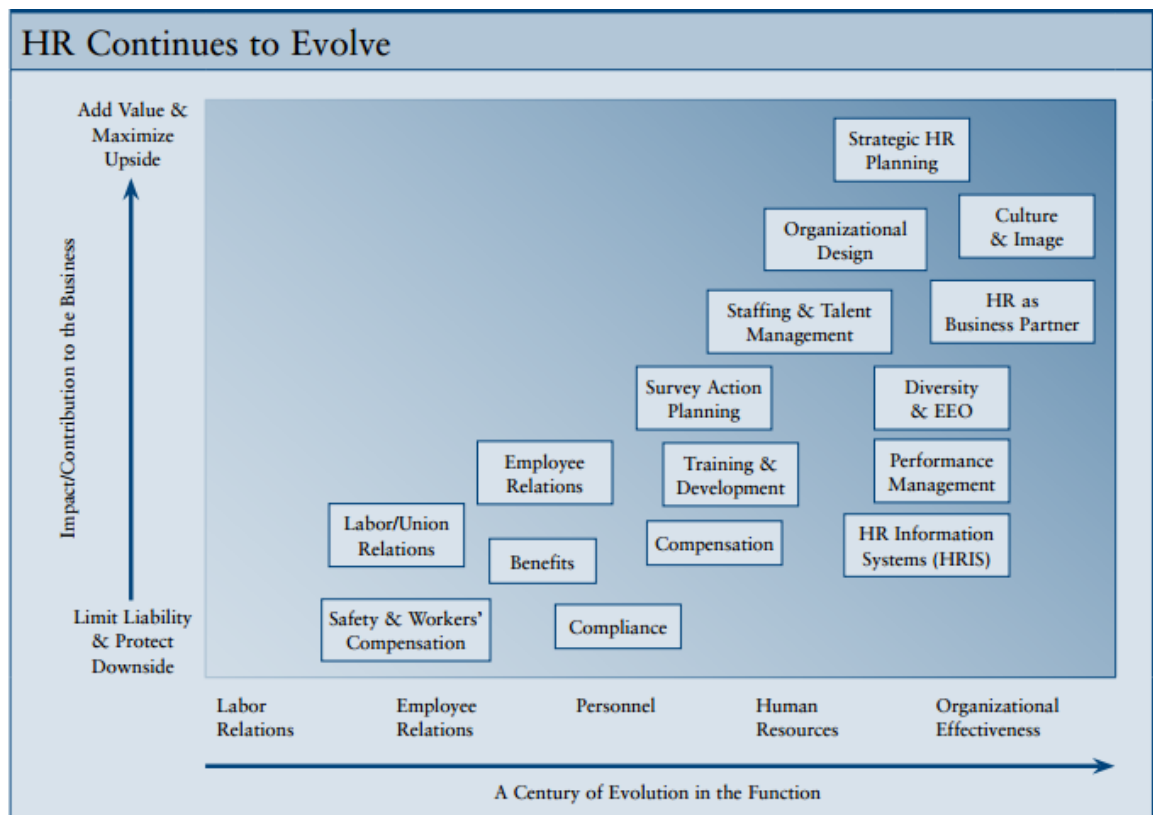 HR Continues to Evolve
Add Value &
Maximize
Upside
Impact/Contribution to the Business
Limit Liability
& Protect
Downside
Strategic HR
Planning
Culture
& Image
Organizational
Design
HR as
Business Partner
Staffing & Talent
Management
Survey Action
Planning
Diversity
& EEO
Employee
Relations
Training &
Development
Performance
Management
Labor/Union
Relations
Benefits
Compensation
HR Information
Systems (HRIS)
Safety & Workers'
Compensation
Compliance
Labor
Relations
Employee
Relations
Personnel
Human
Resources
Organizational
Effectiveness
A Century of Evolution in the Function